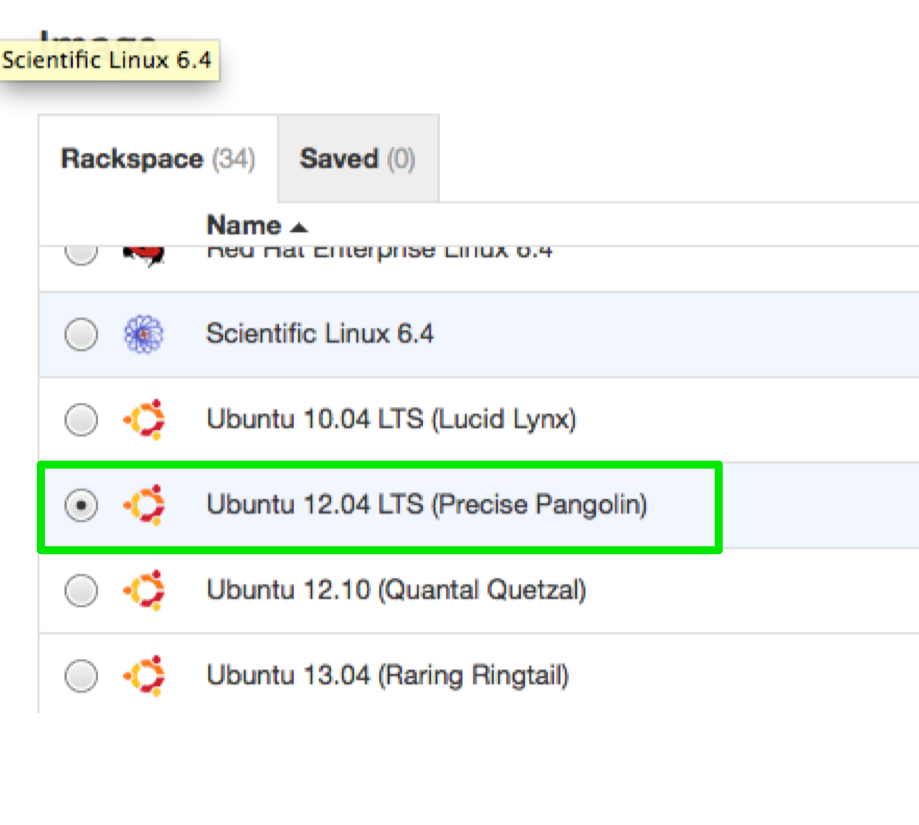 Image
Scientific Linux 6.4
Rackspace (34) Saved (0)
Name
Red Hat Enterprise Linux 6.4
Scientific Linux 6.4
Ubuntu 10.04 LTS (Lucid Lynx)
Ubuntu 12.04 LTS (Precise Pangolin)
Ubuntu 12.10 (Quantal Quetzal)
Ubuntu 13.04 (Raring Ringtail)